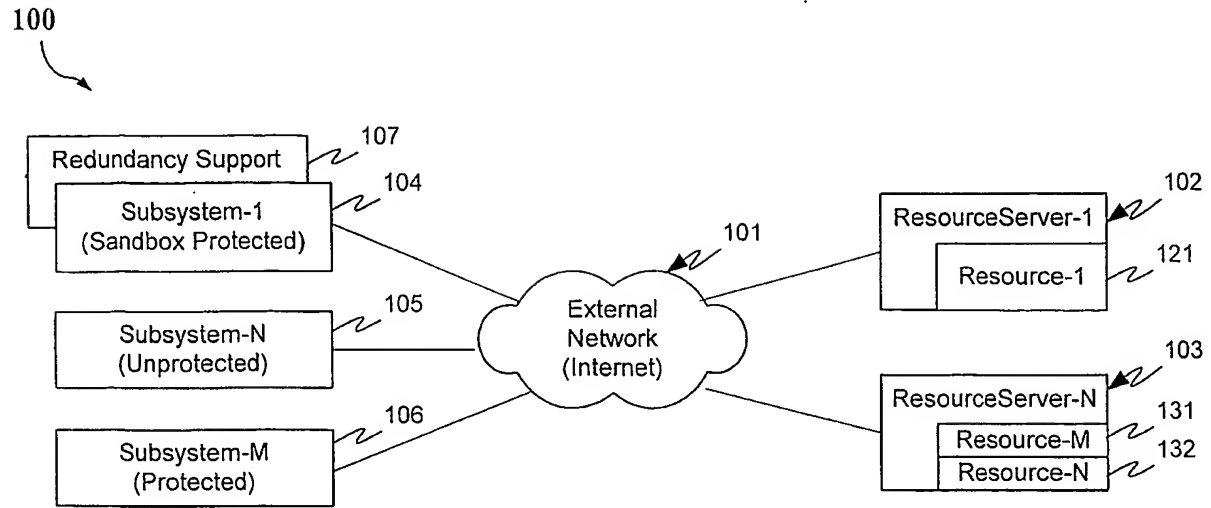 100
Redundancy Support
107
Subsystem-1
(Sandbox Protected)
104
Subsystem-N
(Unprotected)
105
Subsystem-M
(Protected)
106
External
Network
(Internet)
101
ResourceServer-1
102
Resource-1
121
ResourceServer-N
103
Resource-M
131
Resource-N
132